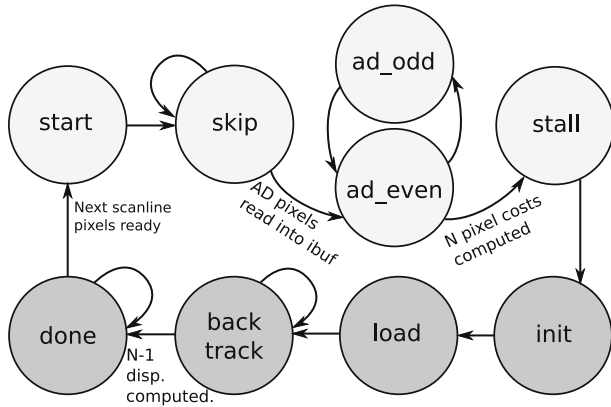 ad_odd
start
skip
stall
ad_even
AD pixels
read into ibuf
N pixel costs
computed
Next scanline
pixels ready
done
back
track
load
init
N-1
disp.
computed.